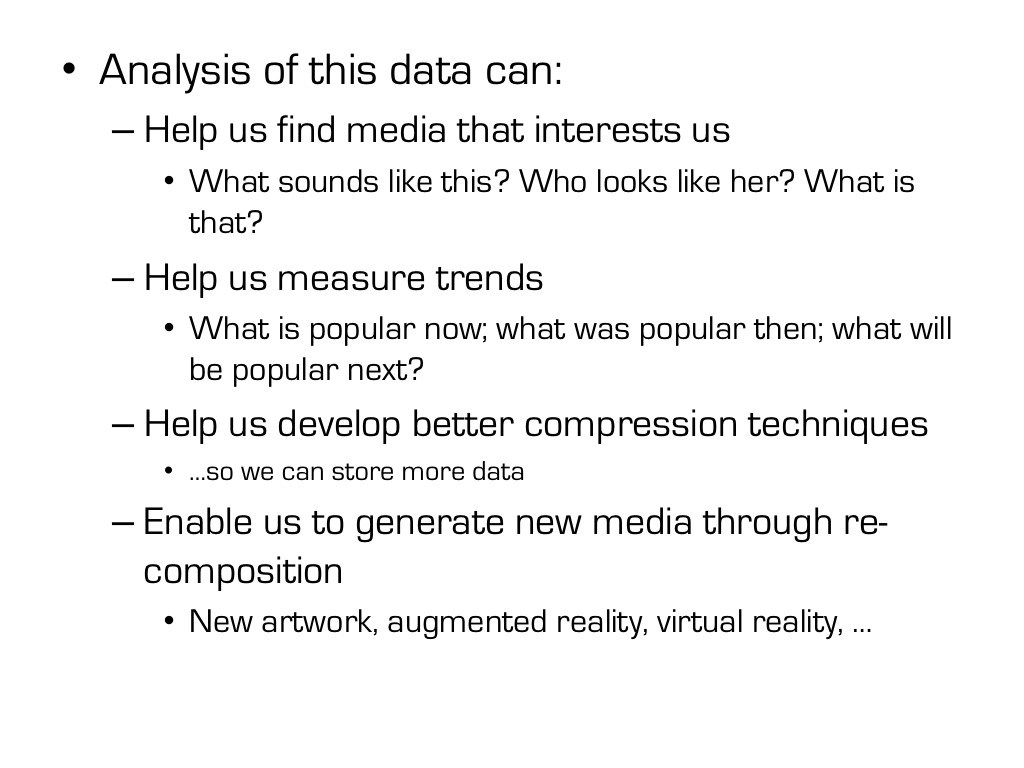 • Analysis of this data can:
– Help us find media that interests us
• What sounds like this? Who looks like her? What is
that?
– Help us measure trends
• What is popular now; what was popular then; what will
be popular next?
– Help us develop better compression techniques
• ...so we can store more data
– Enable us to generate new media through re-
composition
• New artwork, augmented reality, virtual reality, ...